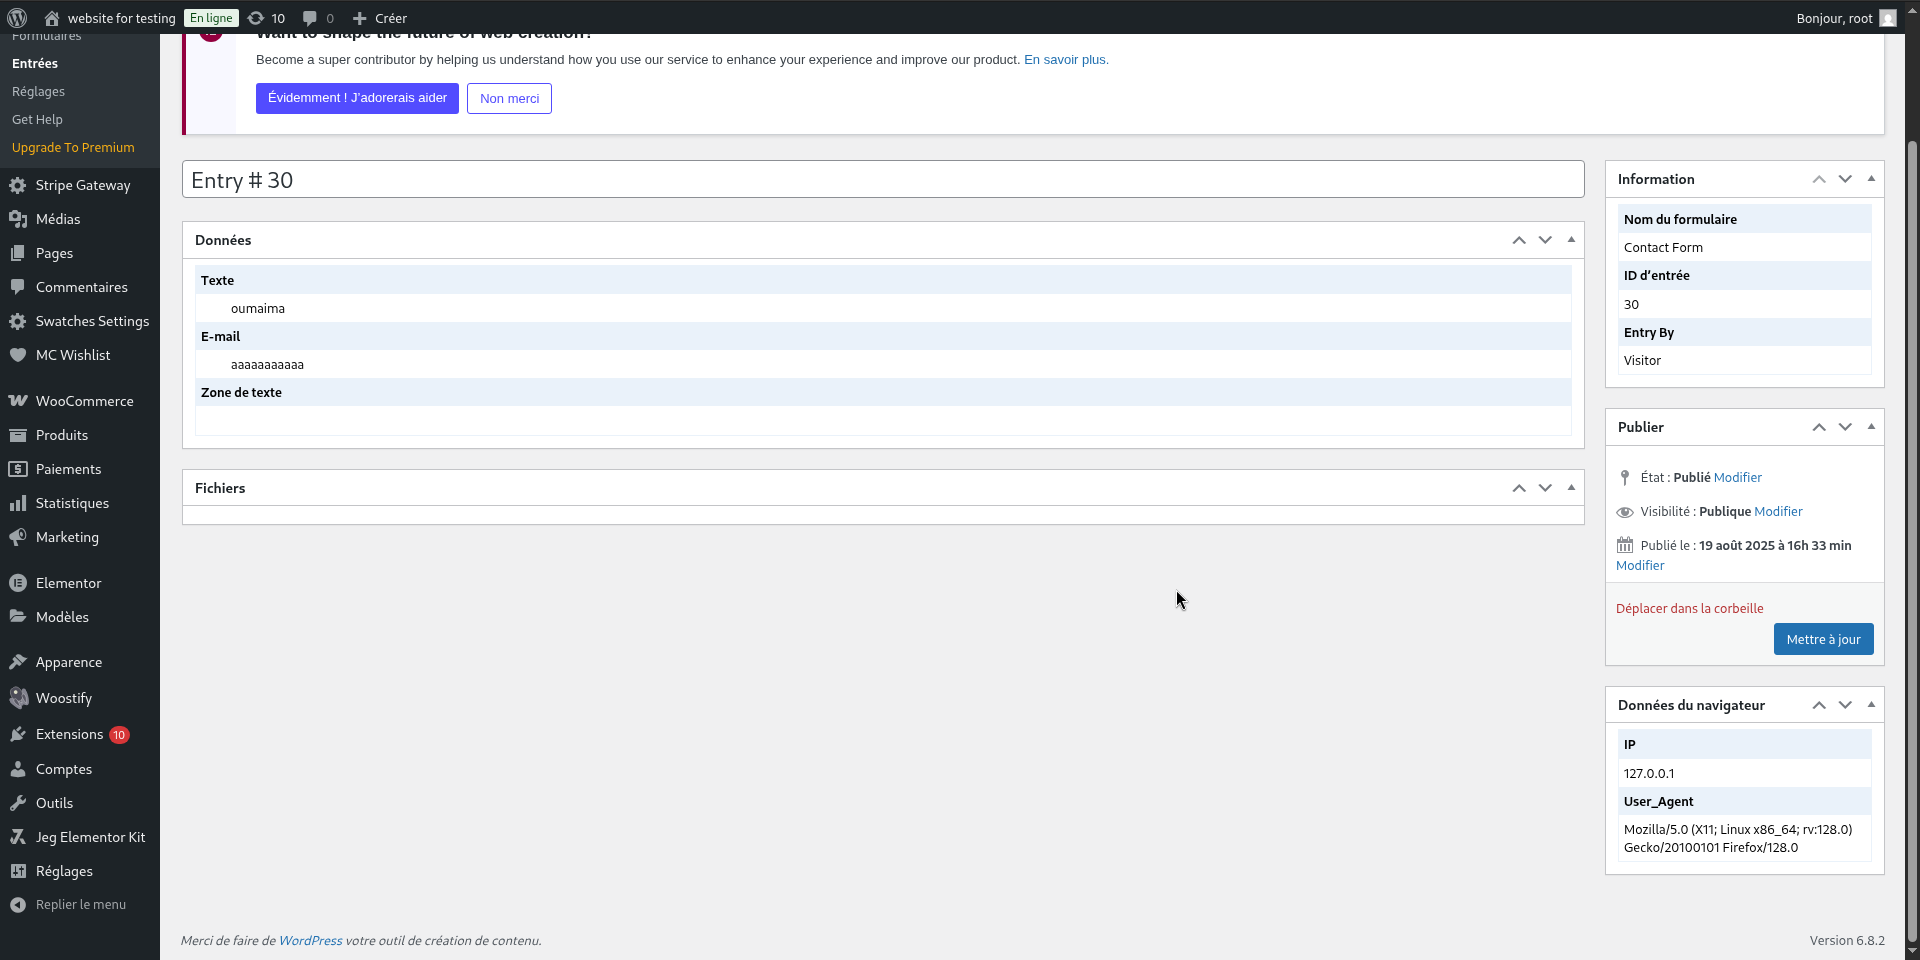 website for testing
En ligne
10
0
Créer
Bonjour, root
Formulaires
Entrées
Réglages
Get Help
Upgrade To Premium
Stripe Gateway
Médias
Pages
Commentaires
Swatches Settings
MC Wishlist
WooCommerce
Produits
Paiements
Statistiques
Marketing
Elementor
Modèles
Apparence
Woostify
Extensions 10
Comptes
Outils
Jeg Elementor Kit
Réglages
Replier le menu
Want to shape the future of web creation?
Become a super contributor by helping us understand how you use our service to enhance your experience and improve our product. En savoir plus.
Évidemment ! J'adorerais aider
Non merci
Entry # 30
Données
Texte
oumaima
E-mail
aaaaaaaaaaa
Zone de texte
Fichiers
Information
Nom du formulaire
Contact Form
ID d’entrée
30
Entry By
Visitor
Publier
État : Publié Modifier
Visibilité : Publique Modifier
Publié le : 19 août 2025 à 16h 33 min
Modifier
Déplacer dans la corbeille
Mettre à jour
Données du navigateur
IP
127.0.0.1
User_Agent
Mozilla/5.0 (X11; Linux x86_64; rv:128.0)
Gecko/20100101 Firefox/128.0
Merci de faire de WordPress votre outil de création de contenu.
Version 6.8.2